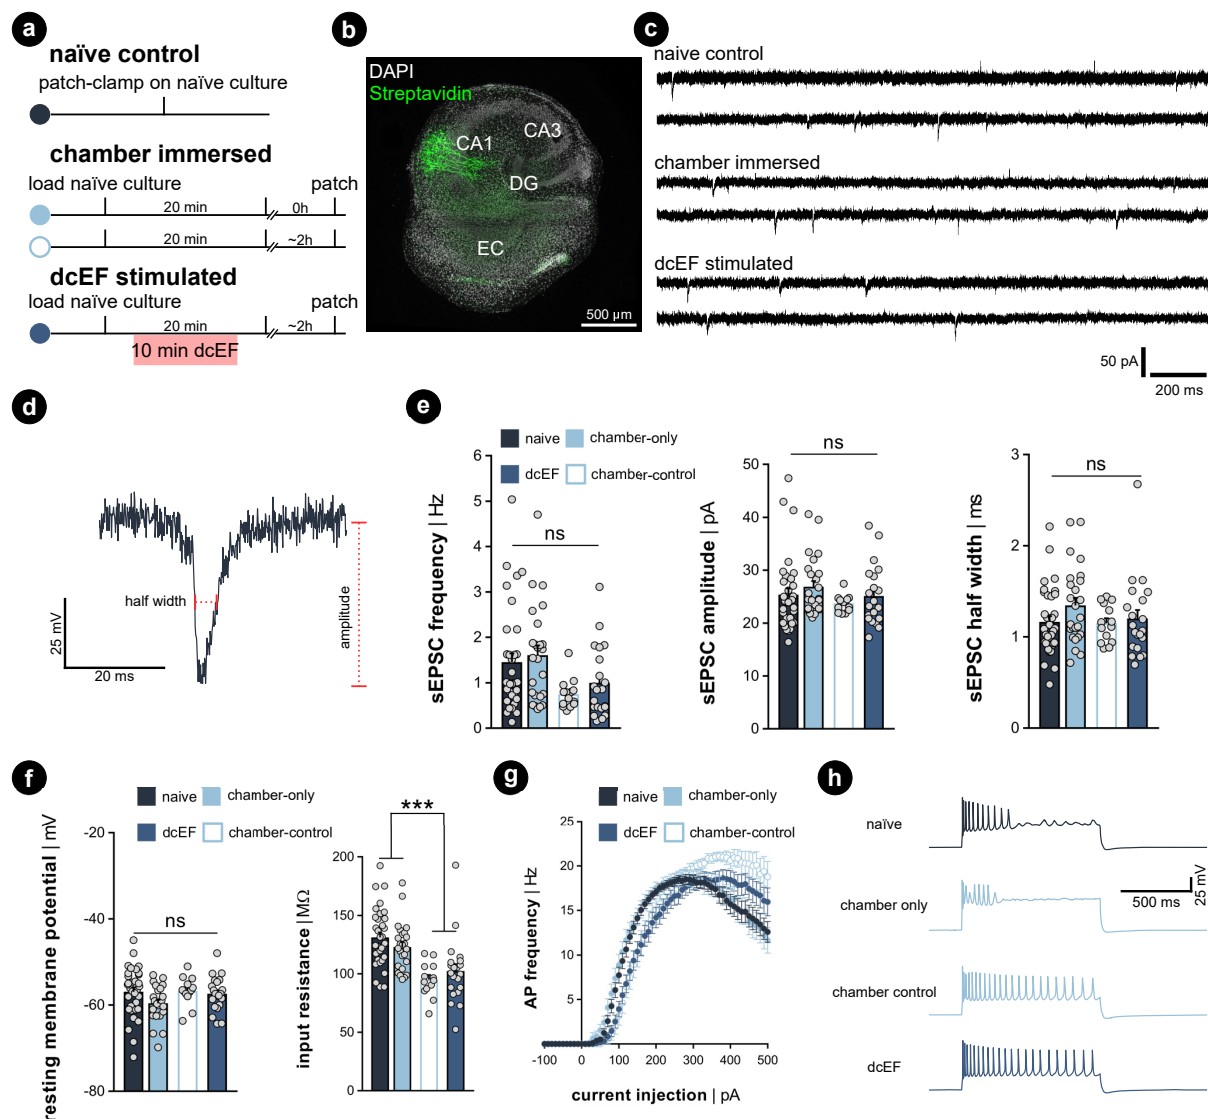 a
naïve control
patch-clamp on naïve culture
chamber immersed
load naïve culture
patch
20 min
0h
20 min
~2h
dcEF stimulated
load naïve culture
patch
20 min
~2h
10 min dcEF
b
DAPI
Streptavidin
CA1
CA3
DG
EC
500 µm
c
naive control
chamber immersed
dcEF stimulated
50 pA
200 ms
d
half width
amplitude
25 mV
20 ms
e
naive
chamber-only
dcEF
chamber-control
sEPSC frequency | Hz
6
5
4
3
2
1
0
ns
sEPSC amplitude | pA
50
40
30
20
10
0
ns
sEPSC half width | ms
3
2
1
0
ns
f
naive
chamber-only
dcEF
chamber-control
esting membrane potential | mV
-20
-40
-60
-80
ns
input resistance | MΩ
200
150
100
50
0
***
g
naive
chamber-only
dcEF
chamber-control
AP frequency | Hz
25
20
15
10
5
-100
0
100
200
300
400
500
current injection | pA
h
naïve
chamber only
chamber control
dcEF
500 ms
25 mV